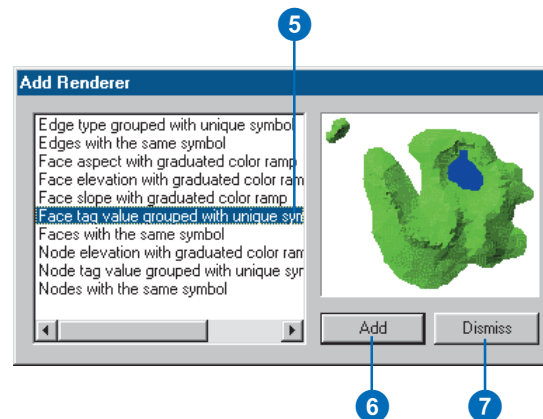 5
Add Renderer
Edge type grouped with unique symbol
Edges with the same symbol
Face aspect with graduated color ramp
Face elevation with graduated color ram
Face slope with graduated color ramp
Face tag value grouped with unique sym
Faces with the same symbol
Node elevation with graduated color ram
Node tag value grouped with unique syr
Nodes with the same symbol
Add
Dismiss
6
7